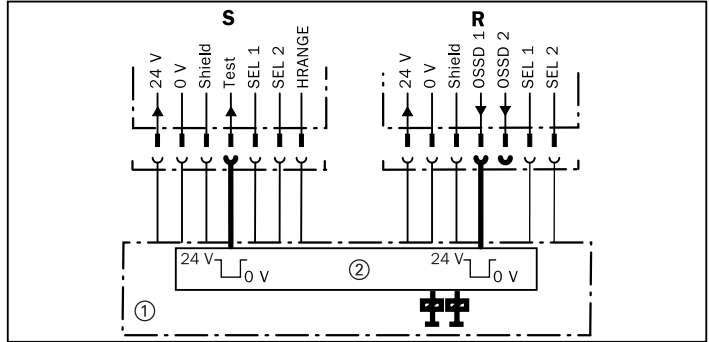 S R
24 V 0 V Shield Test SEL 1 SEL 2 HRANGE
24 V 0 V Shield OSSD 1 OSSD 2 SEL 1 SEL 2
24 V 0 V ② 24 V 0 V
①